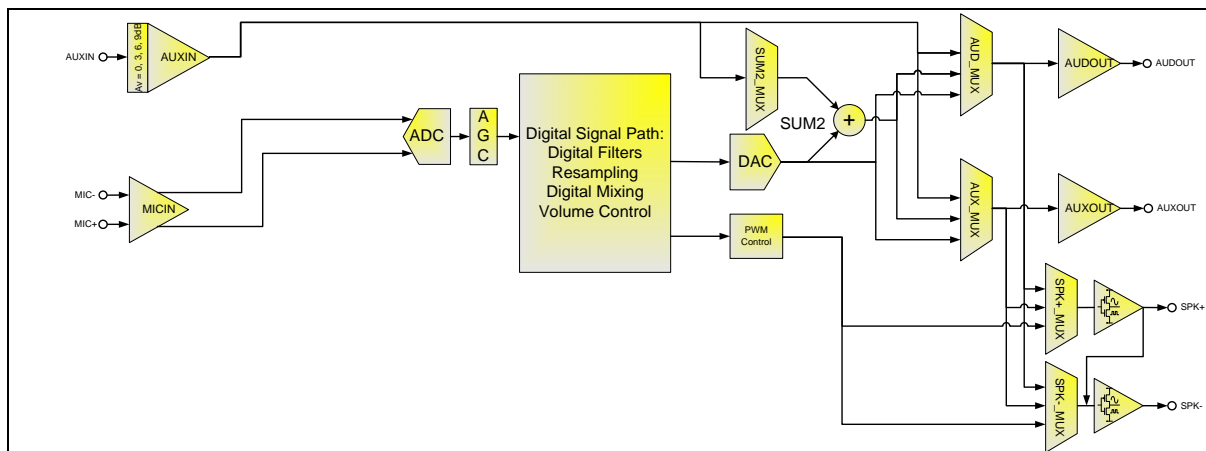 AUXIN
Av = 0, 3, 6, 9dB
AUXIN
SUM2_MUX
AUD_MUX
AUDOUT
AUDOUT
MIC-
MIC+
MICIN
ADC
A
G
C
Digital Signal Path:
Digital Filters
Resampling
Digital Mixing
Volume Control
SUM2
+
DAC
PWM
Control
AUX_MUX
AUXOUT
AUXOUT
SPK+_MUX
SPK+
SPK-_MUX
SPK-